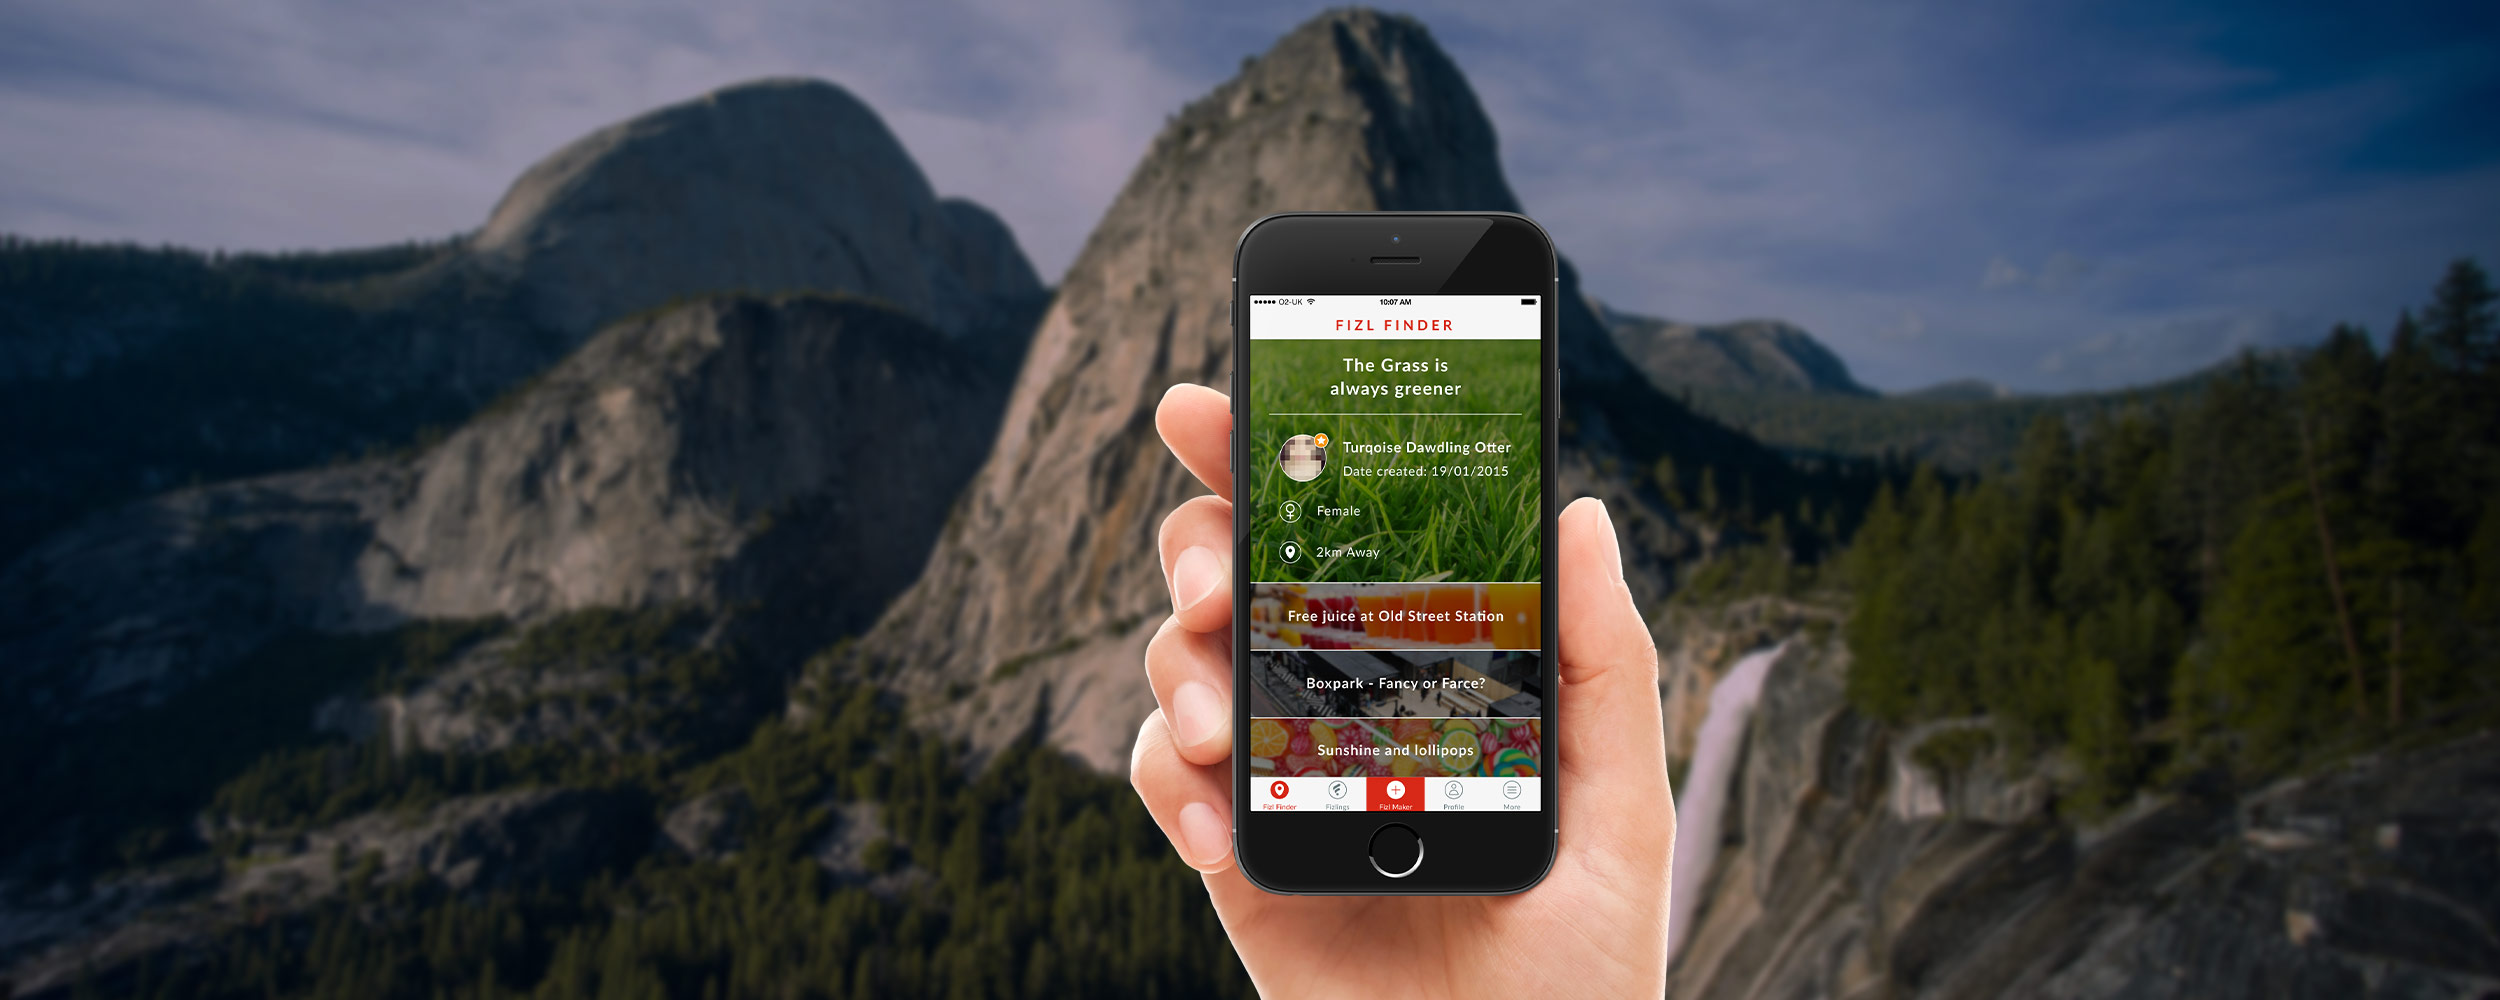 O2-UK
10:07 AM
FIZL FINDER
The Grass is
always greener
Turqoise Dawdling Otter
Date created: 19/01/2015
Female
2km Away
Free juice at Old Street Station
Boxpark - Fancy or Farce?
Sunshine and lollipops
Fizl Finder
Fizlings
Fizl Maker
Profile
More